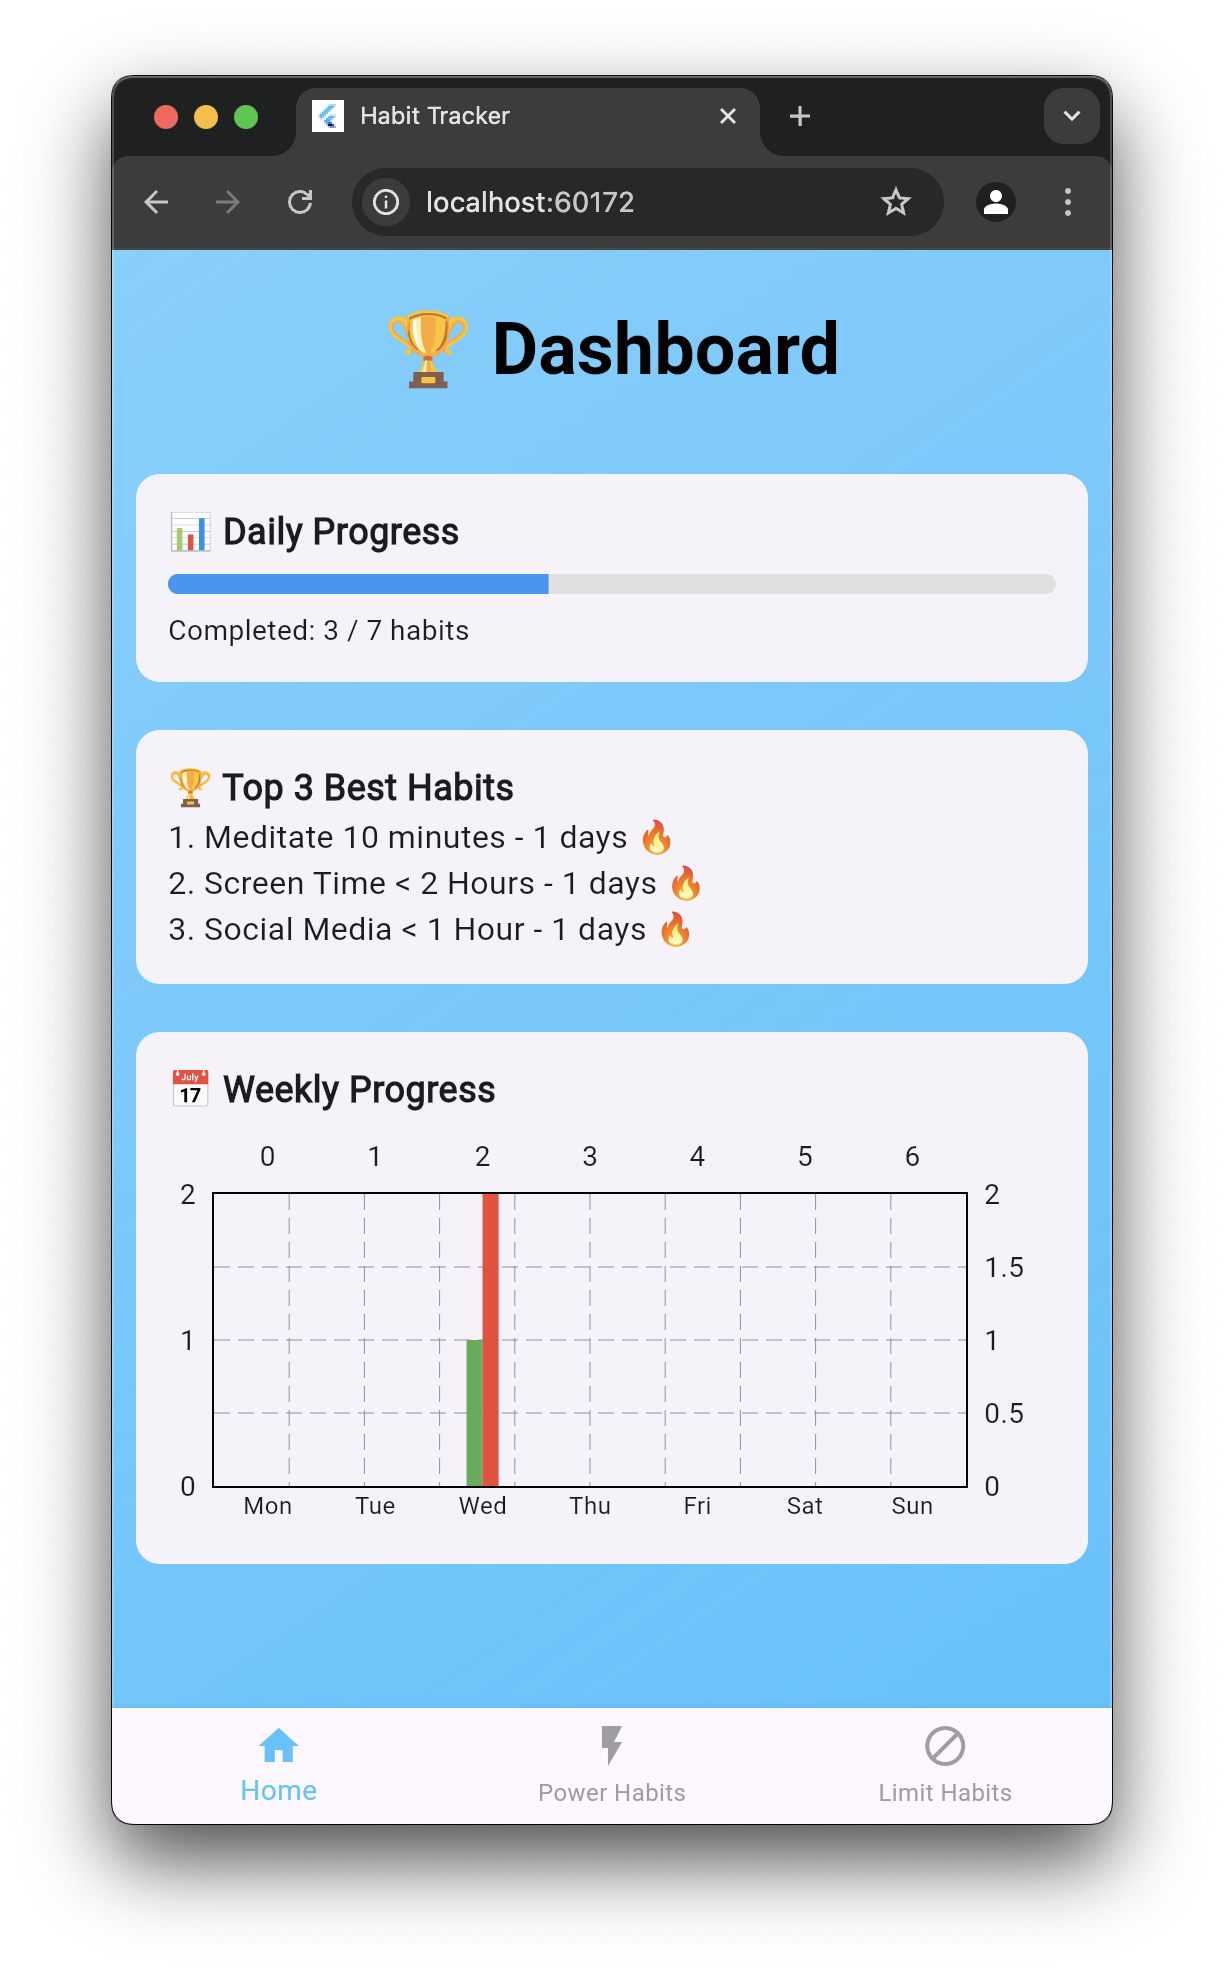 Habit Tracker
localhost:60172
🏆 Dashboard
📊 Daily Progress
Completed: 3 / 7 habits
🏆 Top 3 Best Habits
1. Meditate 10 minutes - 1 days 🔥
2. Screen Time < 2 Hours - 1 days 🔥
3. Social Media < 1 Hour - 1 days 🔥
📅 Weekly Progress
July
17
0 1 2 3 4 5 6
2 2
1.5
1 1
0.5
0 0
Mon Tue Wed Thu Fri Sat Sun
Home Power Habits Limit Habits